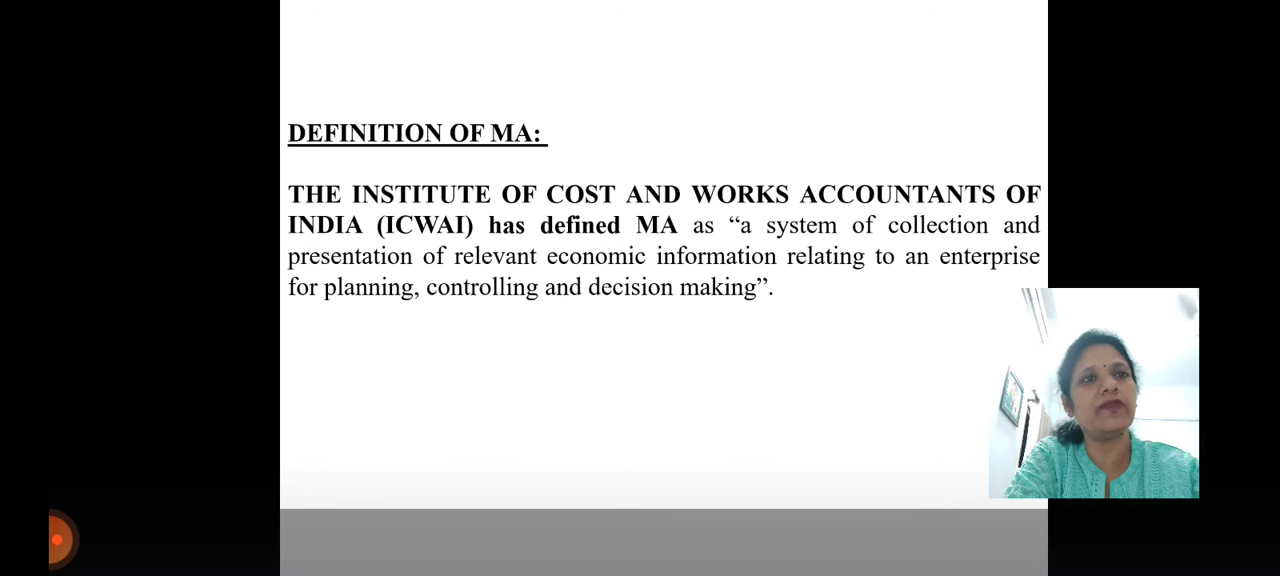 DEFINITION OF MA:
THE INSTITUTE OF COST AND WORKS ACCOUNTANTS OF
INDIA (ICWAI) has defined MA as “a system of collection and
presentation of relevant economic information relating to an enterprise
for planning, controlling and decision making”.